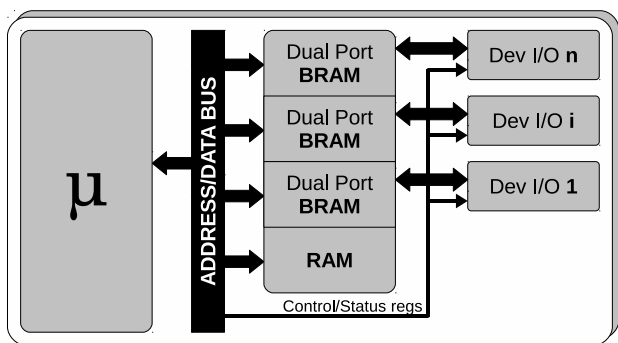 μ
ADDRESS/DATA BUS
Dual Port
BRAM
Dual Port
BRAM
Dual Port
BRAM
RAM
Dev I/O n
Dev I/O i
Dev I/O 1
Control/Status regs